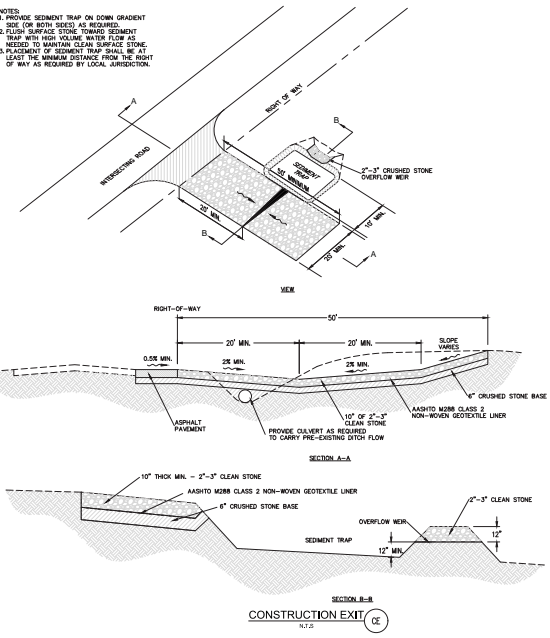 NOTES:
1. PROVIDE SEDIMENT TRAP ON DOWN GRADIENT
SIDE (OR BOTH SIDES) AS REQUIRED.
2. FLUSH SURFACE STONE TOWARD SEDIMENT
TRAP WITH HIGH VOLUME WATER FLOW AS
NEEDED TO MAINTAIN CLEAN SURFACE STONE.
3. PLACEMENT OF SEDIMENT TRAP SHALL BE AT
LEAST THE MINIMUM DISTANCE FROM THE RIGHT
OF WAY AS REQUIRED BY LOCAL JURISDICTION.
A
RIGHT OF WAY
B
INTERSECTING ROAD
2"-3" CRUSHED STONE
OVERFLOW WEIR
SEDIMENT
TRAP
MINIMUM
20' MIN.
10' MIN.
20' MIN.
B
A
VIEW
RIGHT-OF-WAY
50'
20' MIN.
20' MIN.
SLOPE
VARIES
0.5% MIN.
2% MIN.
2% MIN.
6" CRUSHED STONE BASE
AASHTO M288 CLASS 2
NON-WOVEN GEOTEXTILE LINER
10" OF 2"-3"
CLEAN STONE
ASPHALT
PAVEMENT
PROVIDE CULVERT AS REQUIRED
TO CARRY PRE-EXISTING DITCH FLOW
SECTION A-A
10" THICK MIN. - 2"-3" CLEAN STONE
AASHTO M288 CLASS 2 NON-WOVEN GEOTEXTILE LINER
6" CRUSHED STONE BASE
2"-3" CLEAN STONE
OVERFLOW WEIR
12"
SEDIMENT TRAP
12" MIN.
SECTION B-B
CONSTRUCTION EXIT CE
N.T.S